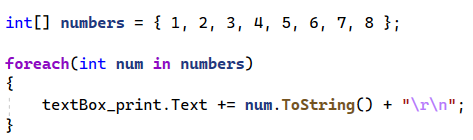 int[] numbers = { 1, 2, 3, 4, 5, 6, 7, 8 };
foreach(int num in numbers)
{
    textBox_print.Text += num.ToString() + "\r\n";
}